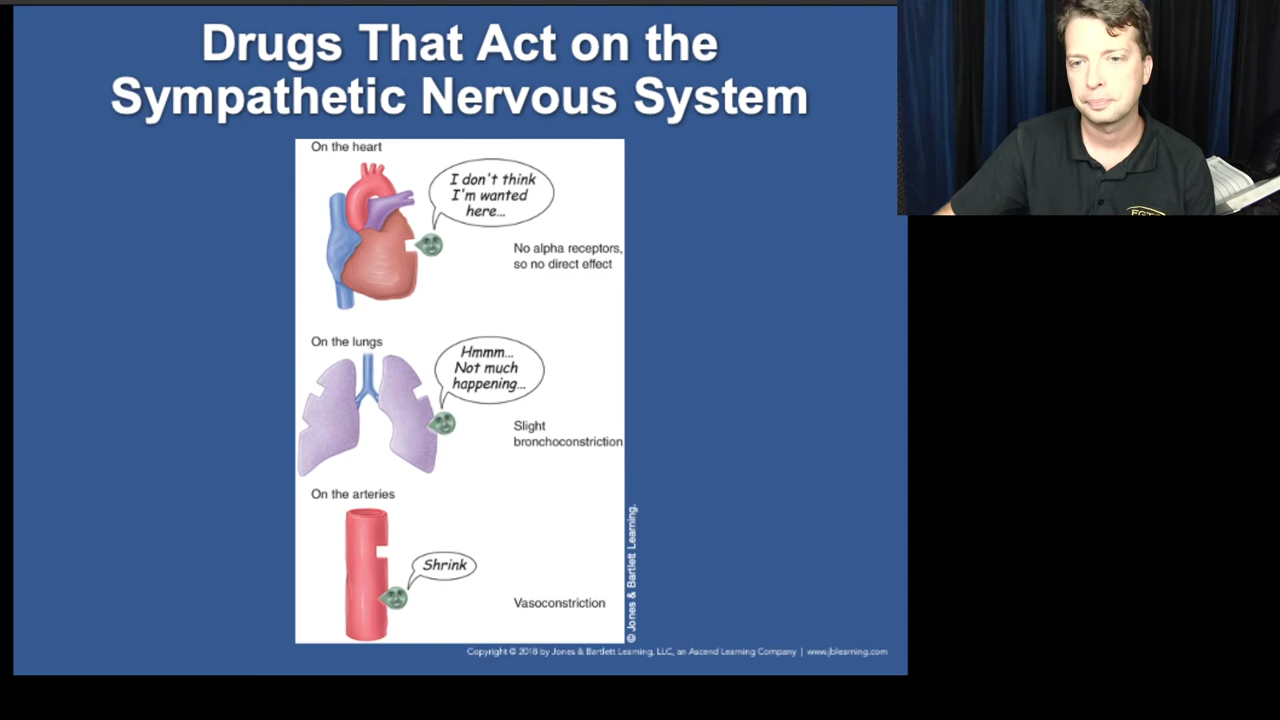 Drugs That Act on the
Sympathetic Nervous System
On the heart
I don't think
I'm wanted
here...
No alpha receptors,
so no direct effect
On the lungs
Hmmm...
Not much
happening...
Slight
bronchoconstriction
On the arteries
Shrink
Vasoconstriction
© Jones & Bartlett Learning.
Copyright © 2018 by Jones & Bartlett Learning, LLC, an Ascend Learning Company | www.jblearning.com